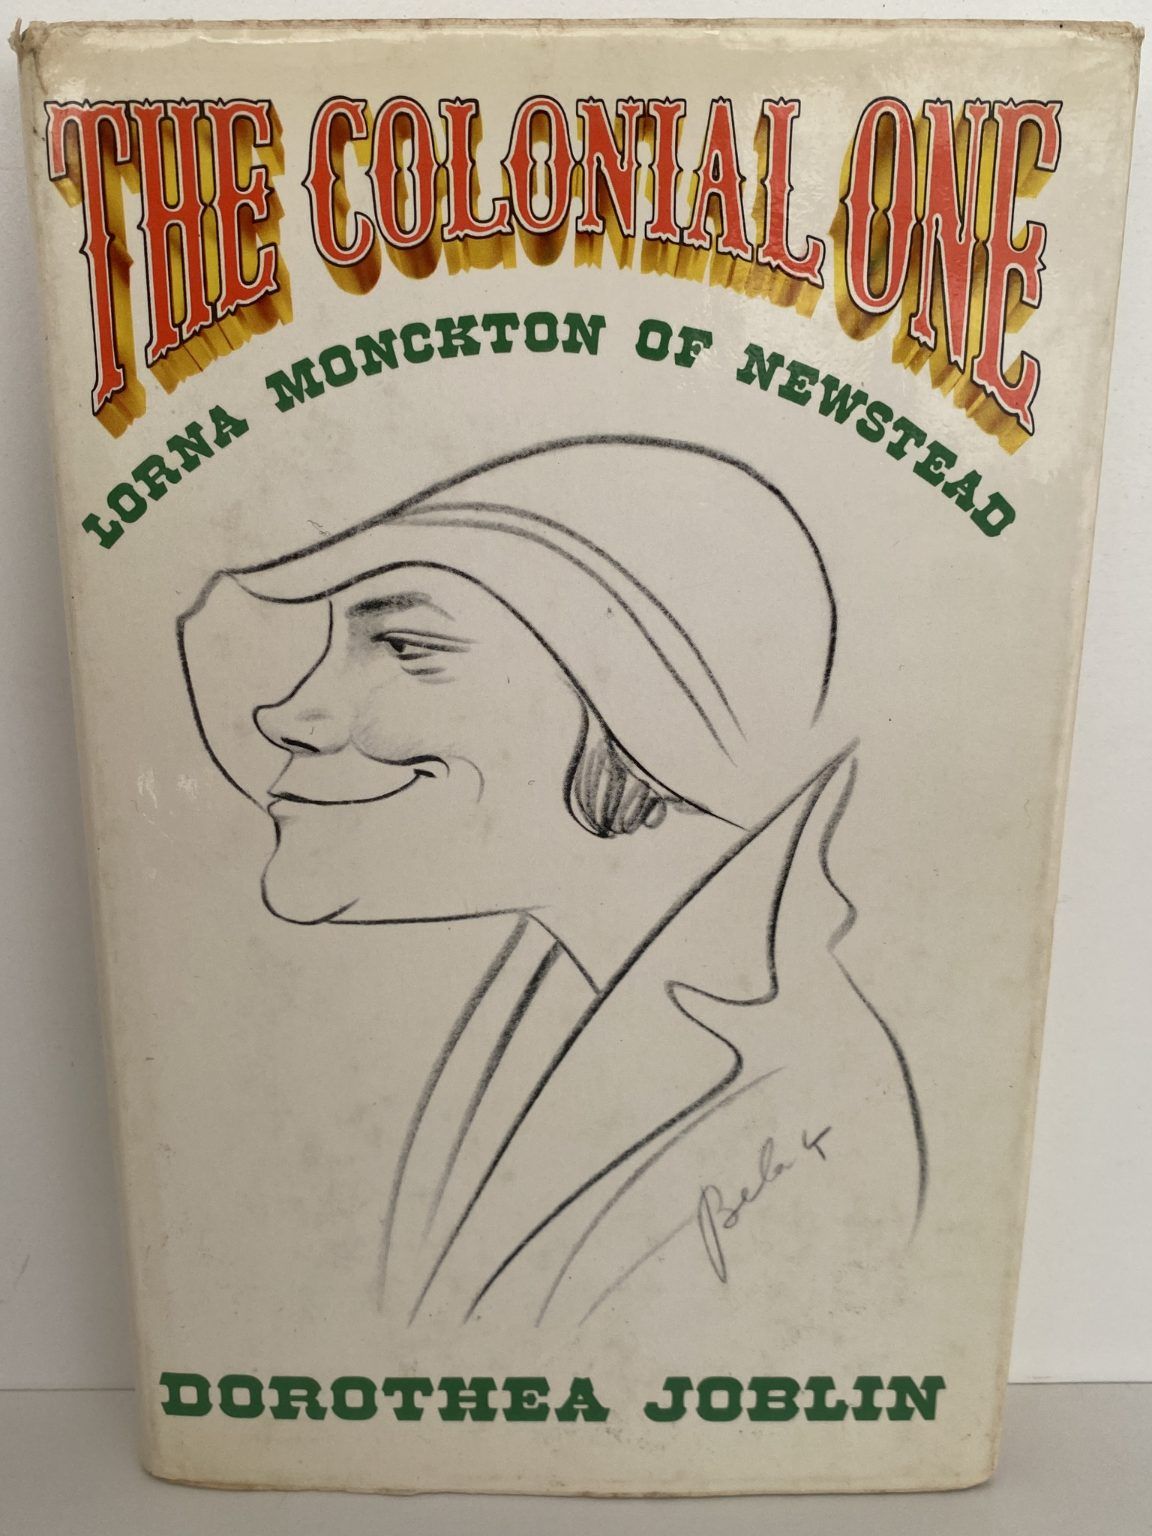 THE COLONIAL ONE
LORNA MONCKTON OF NEWSTEAD
Bela
DOROTHEA JOBLIN